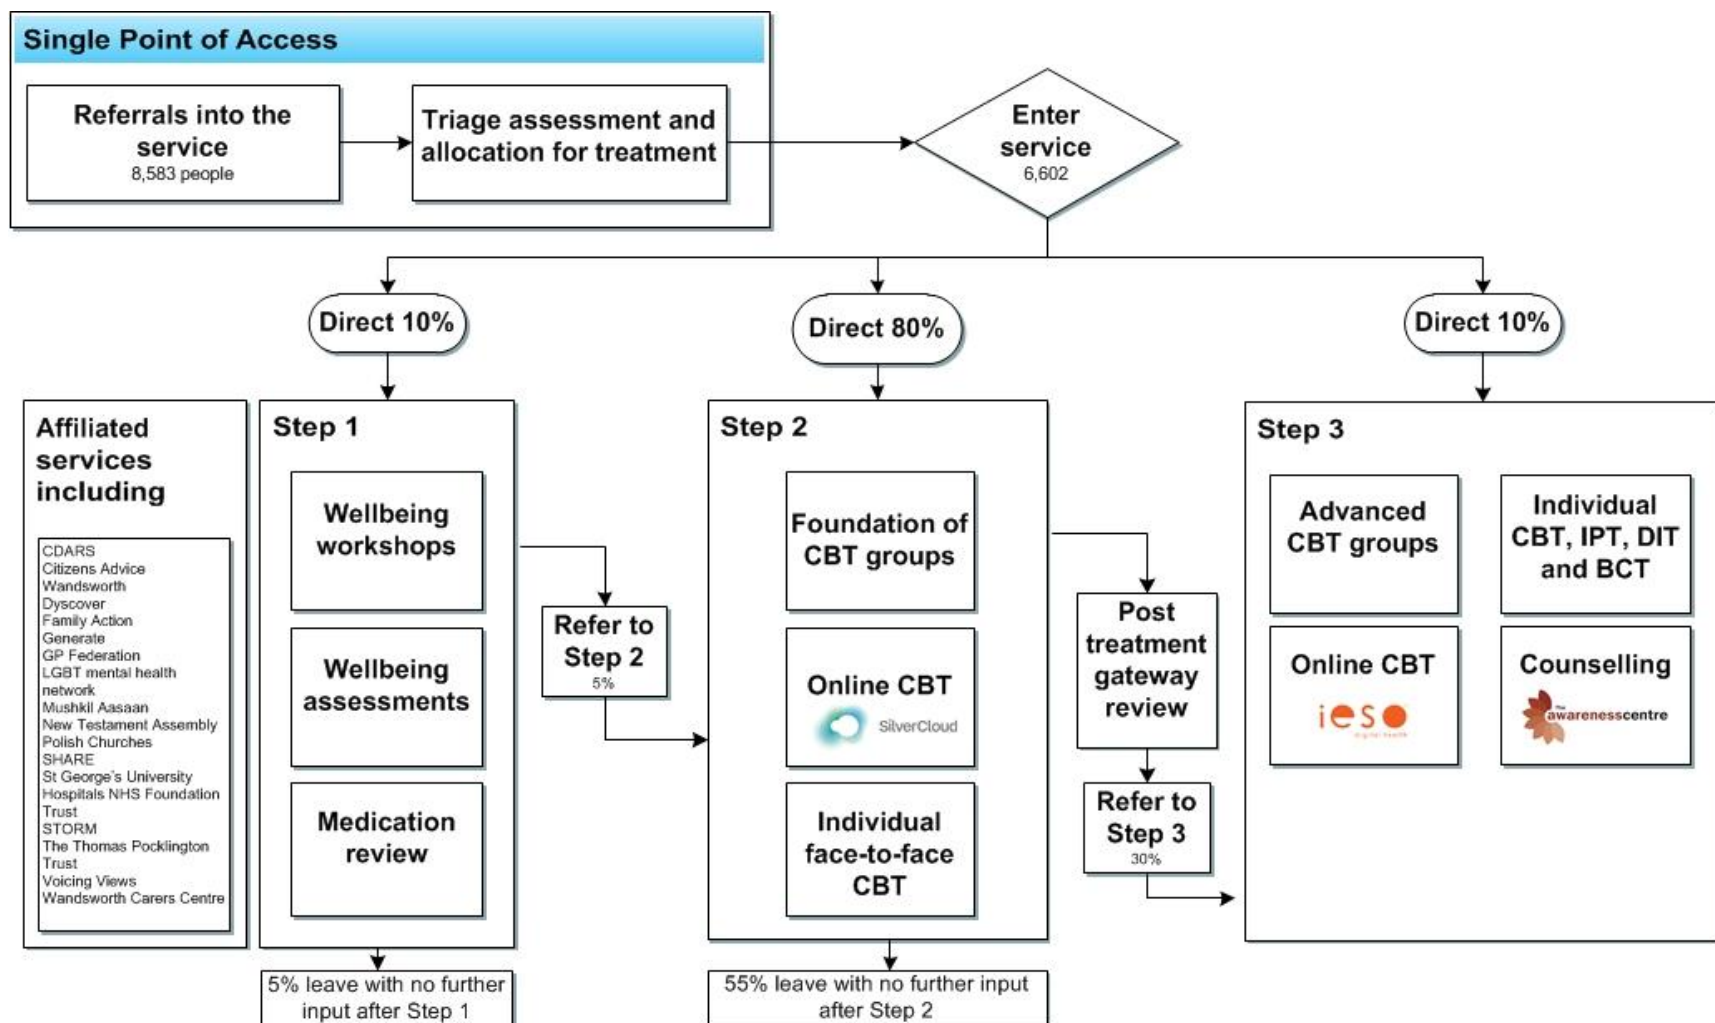 Single Point of Access
Referrals into the
service
8,583 people
Triage assessment and
allocation for treatment
Enter
service
6,602
Direct 10%
Direct 80%
Direct 10%
Affiliated
services
including
CDARS
Citizens Advice
Wandsworth
Dyscover
Family Action
Generate
GP Federation
LGBT mental health
network
Mushkil Aasaan
New Testament Assembly
Polish Churches
SHARE
St George's University
Hospitals NHS Foundation
Trust
STORM
The Thomas Pocklington
Trust
Voicing Views
Wandsworth Carers Centre
Step 1
Wellbeing
workshops
Wellbeing
assessments
Medication
review
5% leave with no further
input after Step 1
Refer to
Step 2
5%
Step 2
Foundation of
CBT groups
Online CBT
SilverCloud
Individual
face-to-face
CBT
55% leave with no further input
after Step 2
Post
treatment
gateway
review
Refer to
Step 3
30%
Step 3
Advanced
CBT groups
Individual
CBT, IPT, DIT
and BCT
Online CBT
ieso
digital health
Counselling
The
awarenesscentre